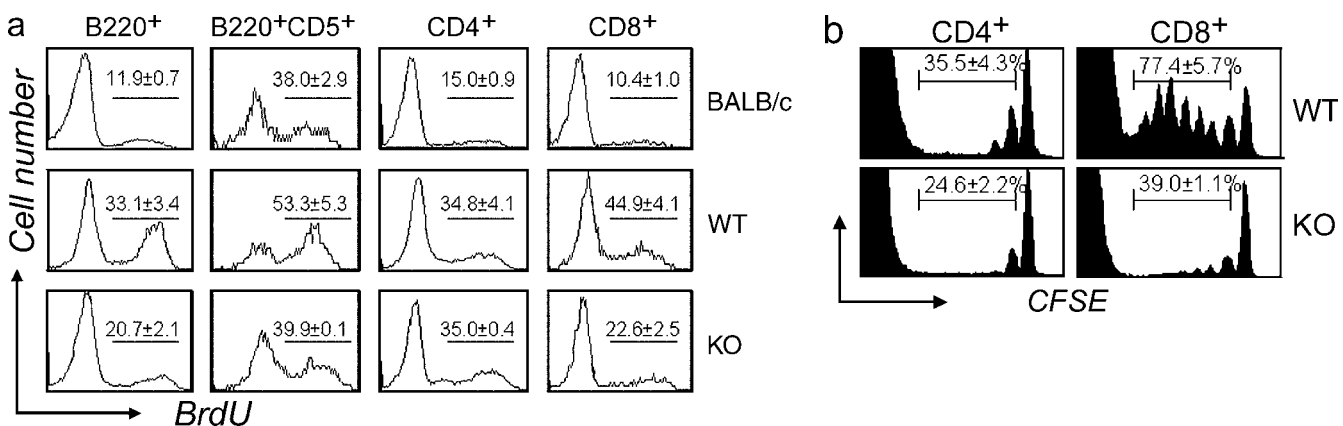 a
B220+ B220+CD5+ CD4+ CD8+
11.9±0.7 38.0±2.9 15.0±0.9 10.4±1.0 BALB/c
33.1±3.4 53.3±5.3 34.8±4.1 44.9±4.1 WT
20.7±2.1 39.9±0.1 35.0±0.4 22.6±2.5 KO
Cell number
BrdU
b
CD4+ CD8+
35.5±4.3% 77.4±5.7% WT
24.6±2.2% 39.0±1.1% KO
CFSE